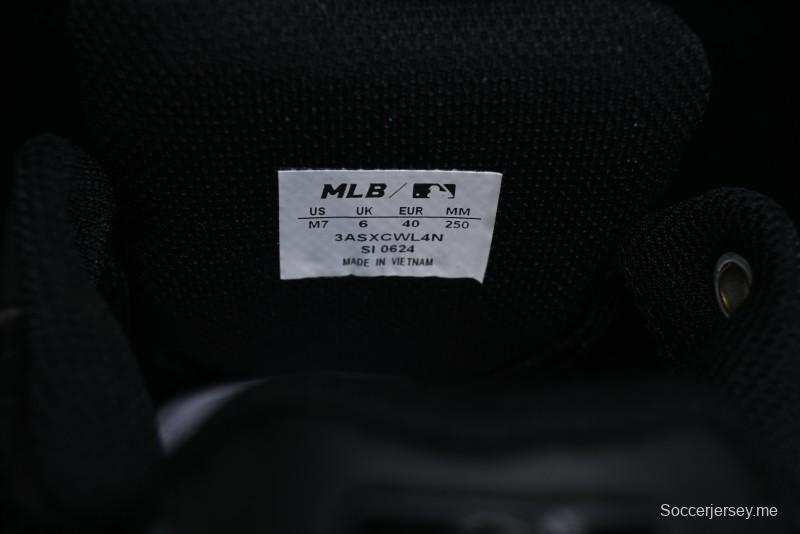 MLB /
US UK EUR MM
M7 6 40 250
3ASXCWL4N
SI 0624
MADE IN VIETNAM
Soccerjersey.me